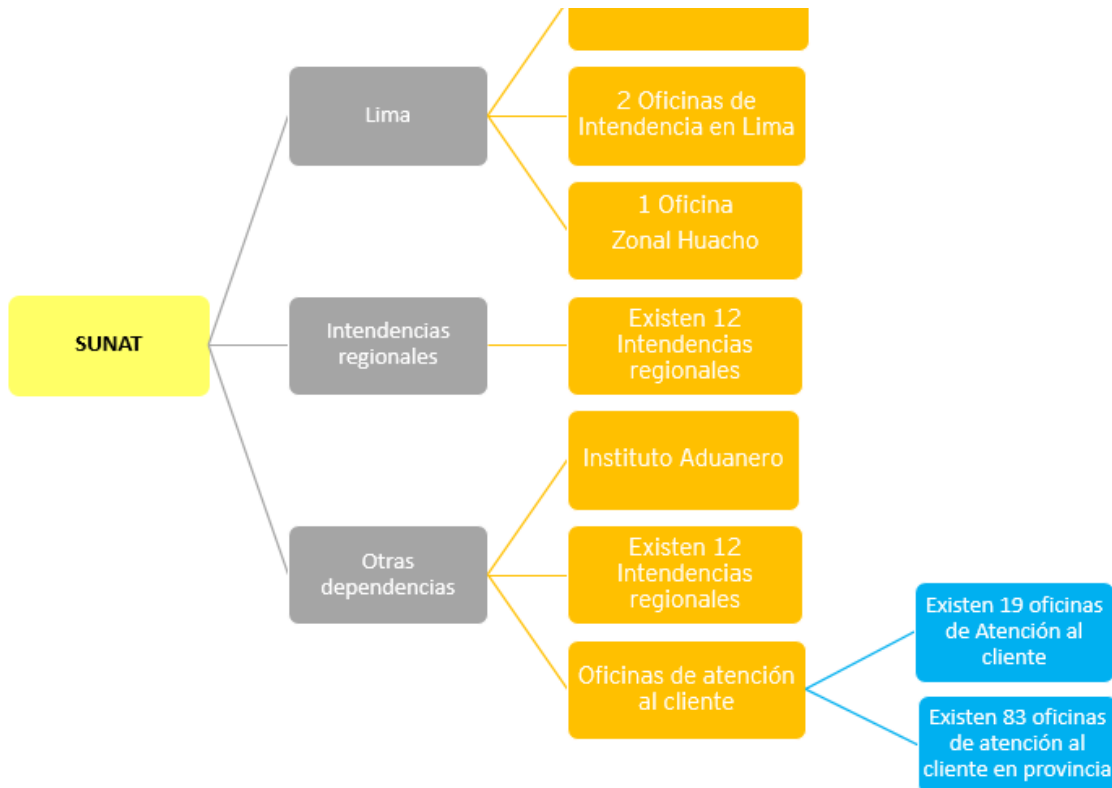 SUNAT
Lima
2 Oficinas de
Intendencia en Lima
1 Oficina
Zonal Huacho
Intendencias
regionales
Existen 12
Intendencias
regionales
Otras
dependencias
Instituto Aduanero
Existen 12
Intendencias
regionales
Oficinas de atención
al cliente
Existen 19 oficinas
de Atención al
cliente
Existen 83 oficinas
de atención al
cliente en provincia